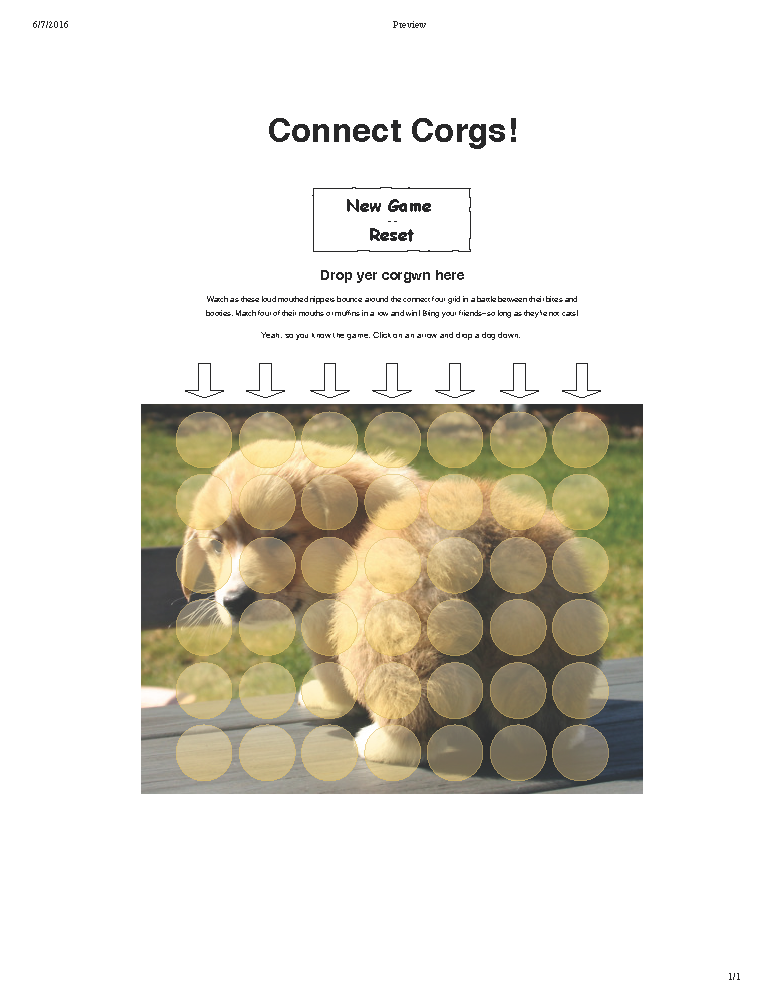 6/7/2016
Preview
Connect Corgs!
New Game
--
Reset
Drop yer corgwn here
Watch as these loud mouthed nippers bounce around the connect four grid in a battle between their bites and
booties. Match four of their mouths or muffins in a row and win! Bring your friends--so long as they're not cats!
Yeah, so you know the game. Click on an arrow and drop a dog down.
1/1